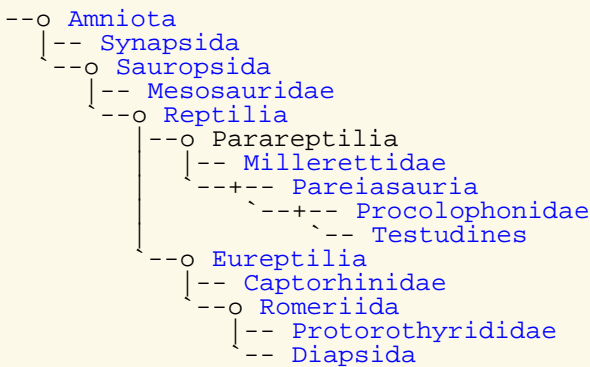 --o Amniota
|-- Synapsida
`--o Sauropsida
|-- Mesosauridae
`--o Reptilia
|--o Parareptilia
| |-- Millerettidae
| `--+-- Pareiasauria
| `--+-- Procolophonidae
| `-- Testudines
`--o Eureptilia
|-- Captorhinidae
`--o Romeriida
|-- Protorothyrididae
`-- Diapsida